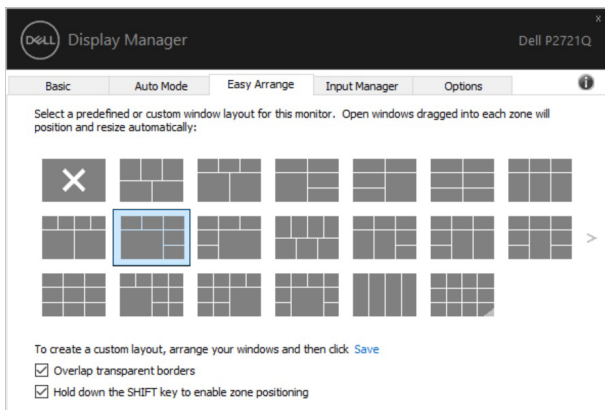 x
DELL Display Manager
Dell P2721Q
Basic Auto Mode Easy Arrange Input Manager Options
Select a predefined or custom window layout for this monitor. Open windows dragged into each zone will
position and resize automatically:
>
To create a custom layout, arrange your windows and then click Save
Overlap transparent borders
Hold down the SHIFT key to enable zone positioning